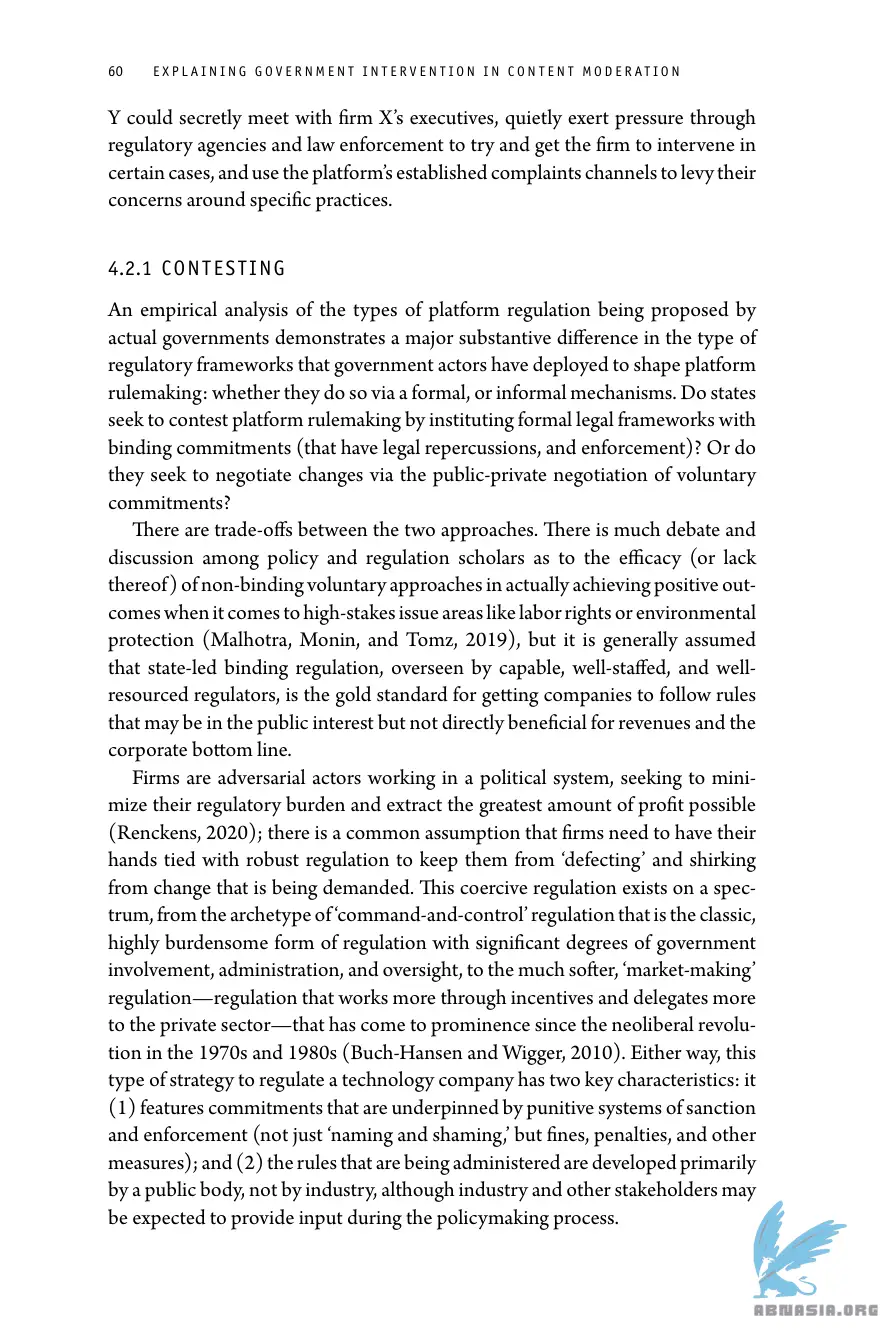 60 EXPLAINING GOVERNMENT INTERVENTION IN CONTENT MODERATION
Y could secretly meet with firm X’s executives, quietly exert pressure through
regulatory agencies and law enforcement to try and get the firm to intervene in
certain cases, and use the platform’s established complaints channels to levy their
concerns around specific practices.
4.2.1 CONTESTING
An empirical analysis of the types of platform regulation being proposed by
actual governments demonstrates a major substantive difference in the type of
regulatory frameworks that government actors have deployed to shape platform
rulemaking: whether they do so via a formal, or informal mechanisms. Do states
seek to contest platform rulemaking by instituting formal legal frameworks with
binding commitments (that have legal repercussions, and enforcement)? Or do
they seek to negotiate changes via the public-private negotiation of voluntary
commitments?
There are trade-offs between the two approaches. There is much debate and
discussion among policy and regulation scholars as to the efficacy (or lack
thereof) of non-binding voluntary approaches in actually achieving positive out-
comes when it comes to high-stakes issue areas like labor rights or environmental
protection (Malhotra, Monin, and Tomz, 2019), but it is generally assumed
that state-led binding regulation, overseen by capable, well-staffed, and well-
resourced regulators, is the gold standard for getting companies to follow rules
that may be in the public interest but not directly beneficial for revenues and the
corporate bottom line.
Firms are adversarial actors working in a political system, seeking to mini-
mize their regulatory burden and extract the greatest amount of profit possible
(Renckens, 2020); there is a common assumption that firms need to have their
hands tied with robust regulation to keep them from ‘defecting’ and shirking
from change that is being demanded. This coercive regulation exists on a spec-
trum, from the archetype of ‘command-and-control’ regulation that is the classic,
highly burdensome form of regulation with significant degrees of government
involvement, administration, and oversight, to the much softer, ‘market-making’
regulation—regulation that works more through incentives and delegates more
to the private sector—that has come to prominence since the neoliberal revolu-
tion in the 1970s and 1980s (Buch-Hansen and Wigger, 2010). Either way, this
type of strategy to regulate a technology company has two key characteristics: it
(1) features commitments that are underpinned by punitive systems of sanction
and enforcement (not just ‘naming and shaming,’ but fines, penalties, and other
measures); and (2) the rules that are being administered are developed primarily
by a public body, not by industry, although industry and other stakeholders may
be expected to provide input during the policymaking process.
ABNASIA.ORG